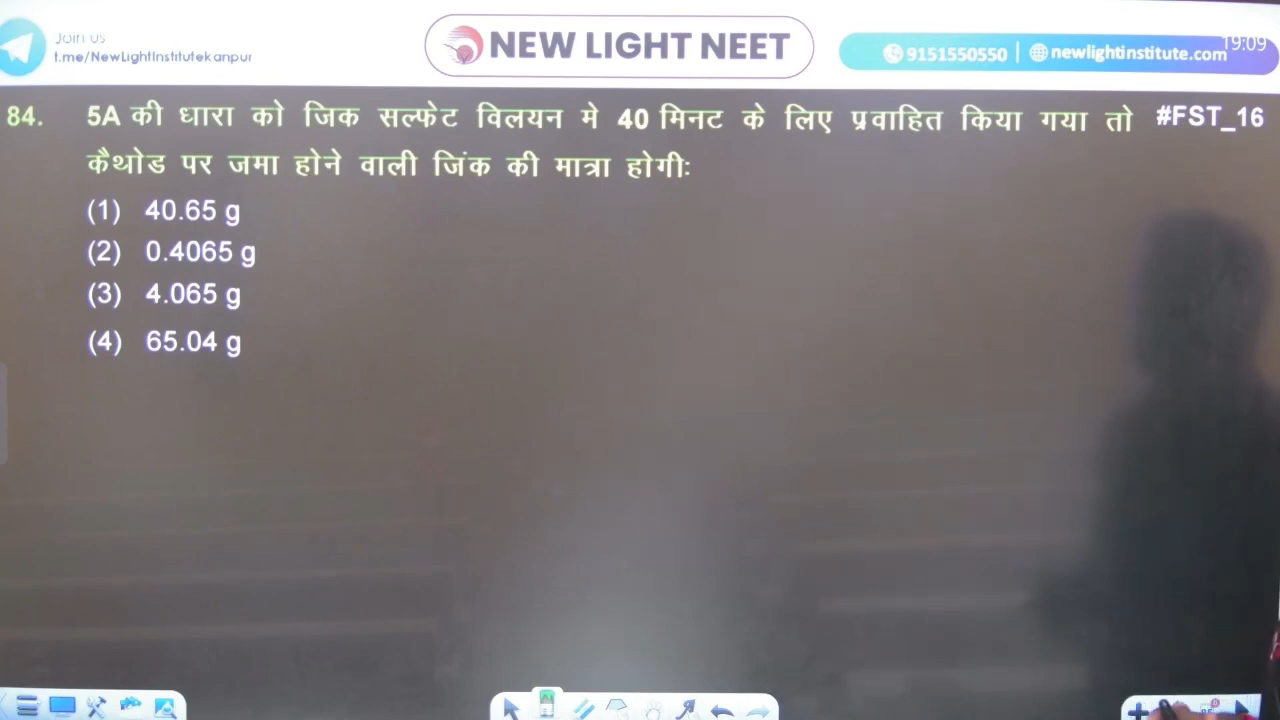 Join us
t.me/NewLightInstitutekanpur
NEW LIGHT NEET
9151550550 | newlightinstitute.com
19:09
84. 5A की धारा को जिक सल्फेट विलयन मे 40 मिनट के लिए प्रवाहित किया गया तो #FST_16
कैथोड पर जमा होने वाली जिंक की मात्रा होगीः
(1) 40.65 g
(2) 0.4065 g
(3) 4.065 g
(4) 65.04 g